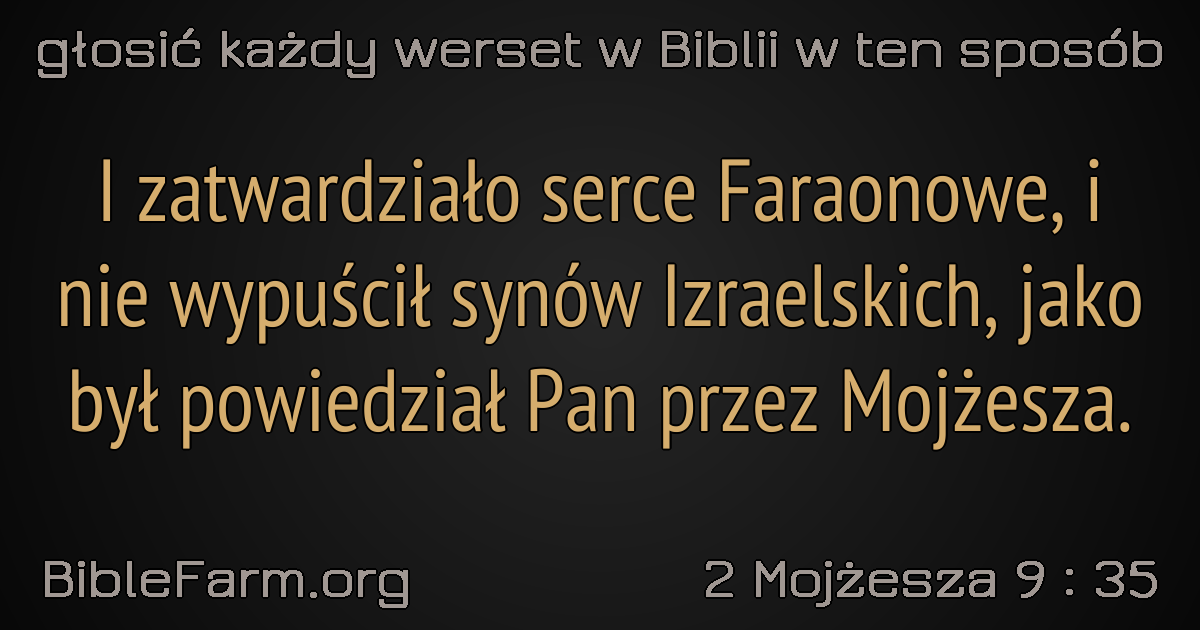 głosić każdy werset w Biblii w ten sposób
I zatwardziało serce Faraonowe, i
nie wypuścił synów Izraelskich, jako
był powiedział Pan przez Mojżesza.
BibleFarm.org
2 Mojżesza 9 : 35